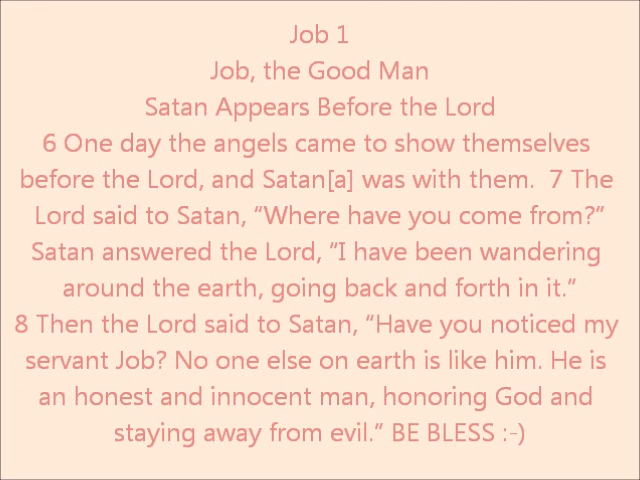 Job 1
Job, the Good Man
Satan Appears Before the Lord
6 One day the angels came to show themselves
before the Lord, and Satan[a] was with them.  7 The
Lord said to Satan, “Where have you come from?”
Satan answered the Lord, “I have been wandering
around the earth, going back and forth in it.”
8 Then the Lord said to Satan, “Have you noticed my
servant Job? No one else on earth is like him. He is
an honest and innocent man, honoring God and
staying away from evil.” BE BLESS :-)